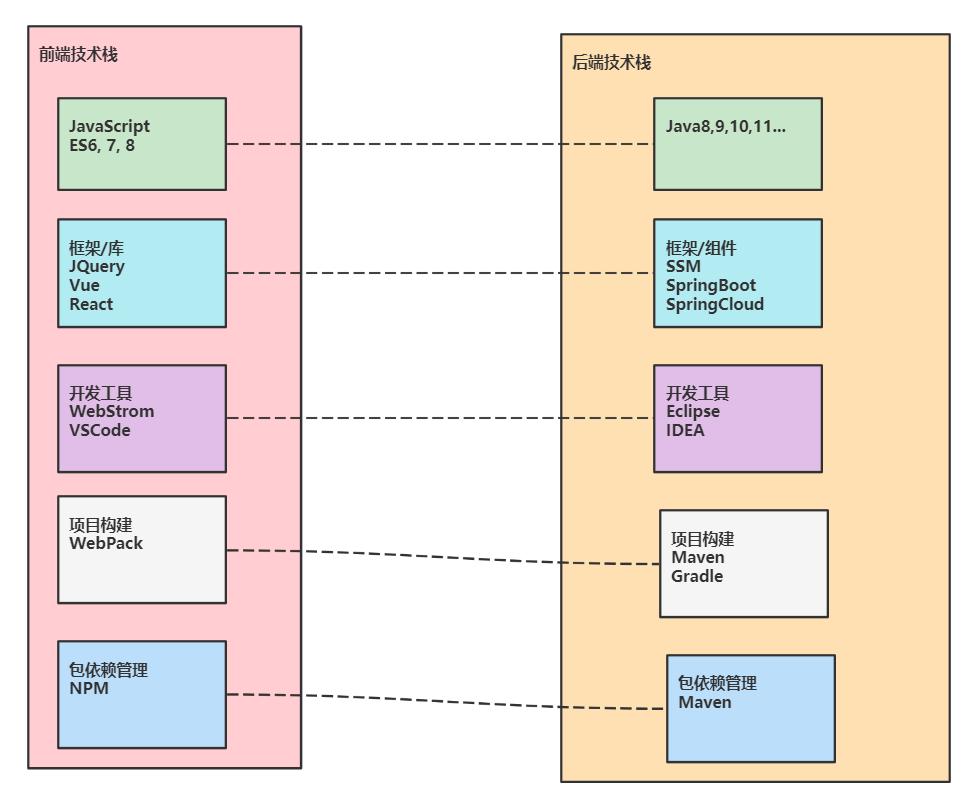 前端技术栈
JavaScript
ES6, 7, 8
框架/库
JQuery
Vue
React
开发工具
WebStrom
VSCode
项目构建
WebPack
包依赖管理
NPM
后端技术栈
Java8,9,10,11...
框架/组件
SSM
SpringBoot
SpringCloud
开发工具
Eclipse
IDEA
项目构建
Maven
Gradle
包依赖管理
Maven